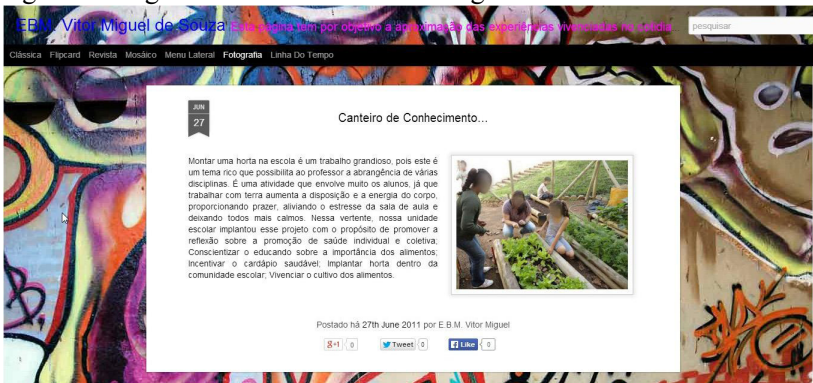 E.B.M. Vitor Miguel de Souza Esta página tem por objetivo a aproximação das experiências vivenciadas no cotidia
pesquisar
Clássica Flipcard Revista Mosaico Menu Lateral Fotografia Linha Do Tempo
JUN
27
Canteiro de Conhecimento...
Montar uma horta na escola é um trabalho grandioso, pois este é
um tema rico que possibilita ao professor a abrangência de várias
disciplinas. É uma atividade que envolve muito os alunos, já que
trabalhar com terra aumenta a disposição e a energia do corpo,
proporcionando prazer, aliviando o estresse da sala de aula e
deixando todos mais calmos. Nessa vertente, nossa unidade
escolar implantou esse projeto com o propósito de promover a
reflexão sobre a promoção de saúde individual e coletiva;
Conscientizar o educando sobre a importância dos alimentos;
Incentivar o cardápio saudável; Implantar horta dentro da
comunidade escolar; Vivenciar o cultivo dos alimentos.
Postado há 27th June 2011 por E.B.M. Vitor Miguel
g+1 0 Tweet 0 Like 0